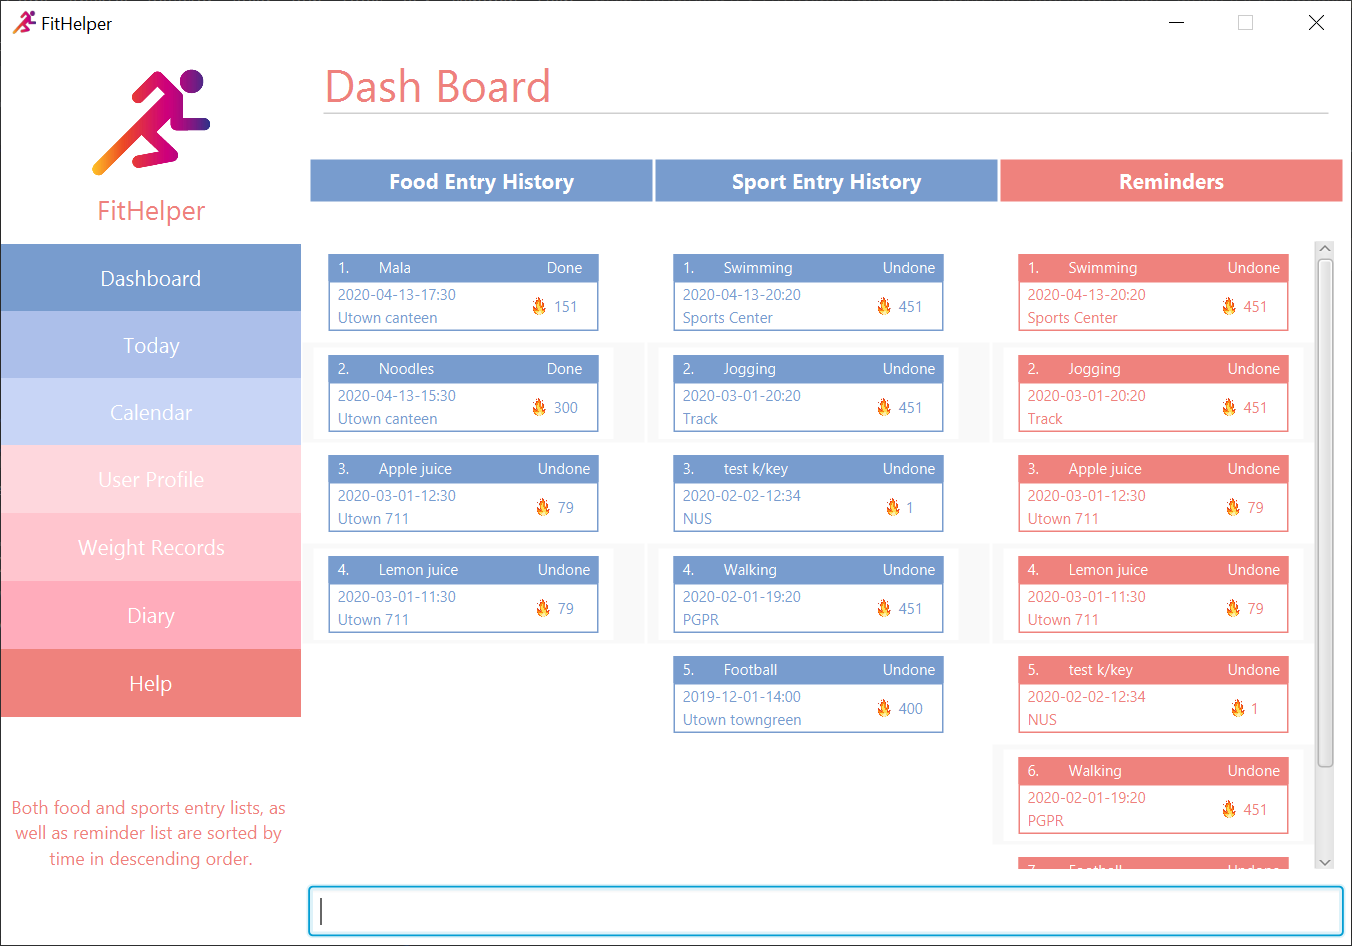 FitHelper
FitHelper
Dashboard
Today
Calendar
User Profile
Weight Records
Diary
Help
Both food and sports entry lists, as
well as reminder list are sorted by
time in descending order.
Dash Board
Food Entry History
1. Mala Done
2020-04-13-17:30
151
Utown canteen
2. Noodles Done
2020-04-13-15:30
300
Utown canteen
3. Apple juice Undone
2020-03-01-12:30
79
Utown 711
4. Lemon juice Undone
2020-03-01-11:30
79
Utown 711
Sport Entry History
1. Swimming Undone
2020-04-13-20:20
451
Sports Center
2. Jogging Undone
2020-03-01-20:20
451
Track
3. test k/key Undone
2020-02-02-12:34
1
NUS
4. Walking Undone
2020-02-01-19:20
451
PGPR
5. Football Undone
2019-12-01-14:00
400
Utown towngreen
Reminders
1. Swimming Undone
2020-04-13-20:20
451
Sports Center
2. Jogging Undone
2020-03-01-20:20
451
Track
3. Apple juice Undone
2020-03-01-12:30
79
Utown 711
4. Lemon juice Undone
2020-03-01-11:30
79
Utown 711
5. test k/key Undone
2020-02-02-12:34
1
NUS
6. Walking Undone
2020-02-01-19:20
451
PGPR
7. Football Undone